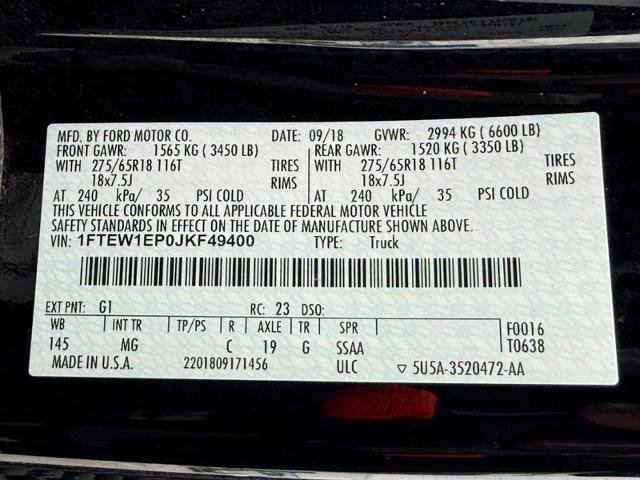 MFD. BY FORD MOTOR CO. DATE: 09/18 GVWR: 2994 KG ( 6600 LB)
FRONT GAWR: 1565 KG ( 3450 LB) REAR GAWR: 1520 KG ( 3350 LB)
WITH 275/65R18 116T TIRES WITH 275/65R18 116T TIRES
18x7.5J RIMS 18x7.5J RIMS
AT 240 kPa/ 35 PSI COLD AT 240 kPa/ 35 PSI COLD
THIS VEHICLE CONFORMS TO ALL APPLICABLE FEDERAL MOTOR VEHICLE
SAFETY STANDARDS IN EFFECT ON THE DATE OF MANUFACTURE SHOWN ABOVE.
VIN: 1FTEW1EP0JKF49400 TYPE: Truck
EXT PNT: G1 RC: 23 DSO:
WB INT TR TP/PS R AXLE TR SPR F0016
145 MG C 19 G SSAA T0638
MADE IN U.S.A. 2201809171456 ULC ▽ 5U5A-3520472-AA